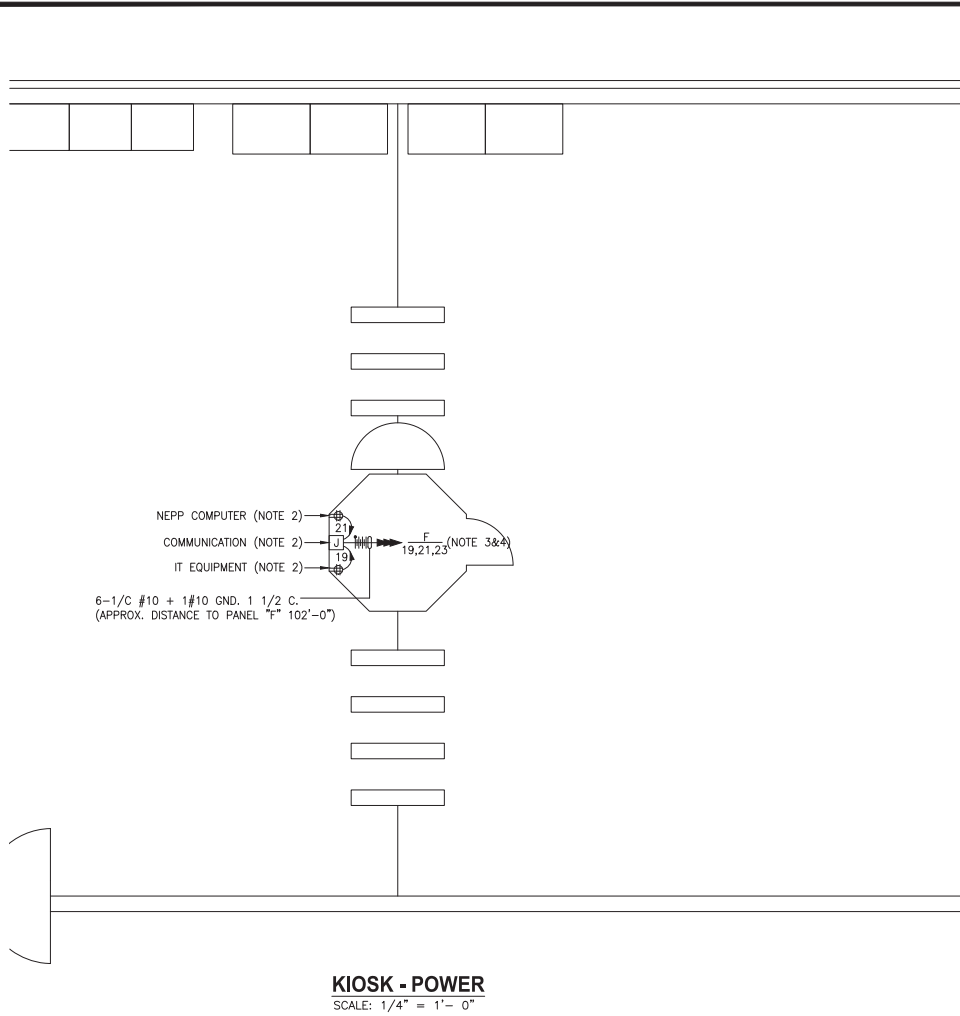 NEPP COMPUTER (NOTE 2)
21
COMMUNICATION (NOTE 2)
J
F
19,21,23
(NOTE 3&4)
19
IT EQUIPMENT (NOTE 2)
6-1/C #10 + 1#10 GND. 1 1/2 C.
(APPROX. DISTANCE TO PANEL "F" 102'-0")
KIOSK - POWER
SCALE: 1/4" = 1'- 0"